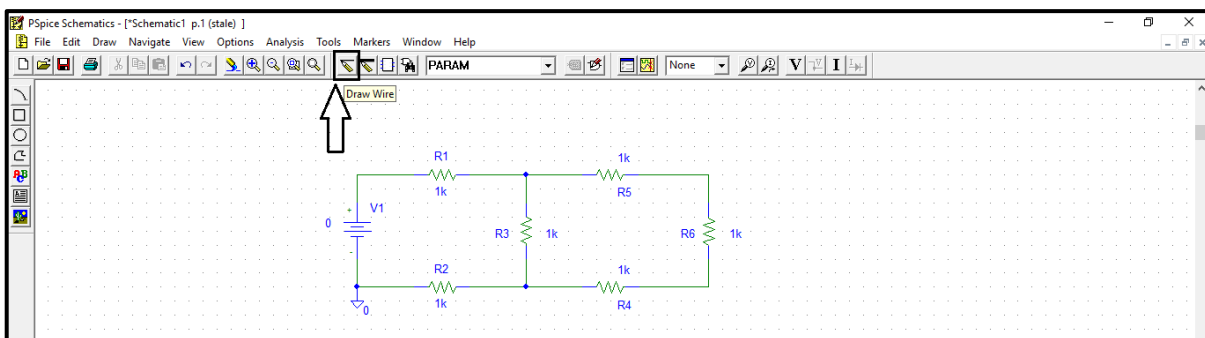 PSpice Schematics - [*Schematic1 p.1 (stale) ]
File Edit Draw Navigate View Options Analysis Tools Markers Window Help
PARAM None V I
Draw Wire
ABC
R1 1k
1k R5
V1
0 R3 1k R6 1k
R2 1k
1k R4
0